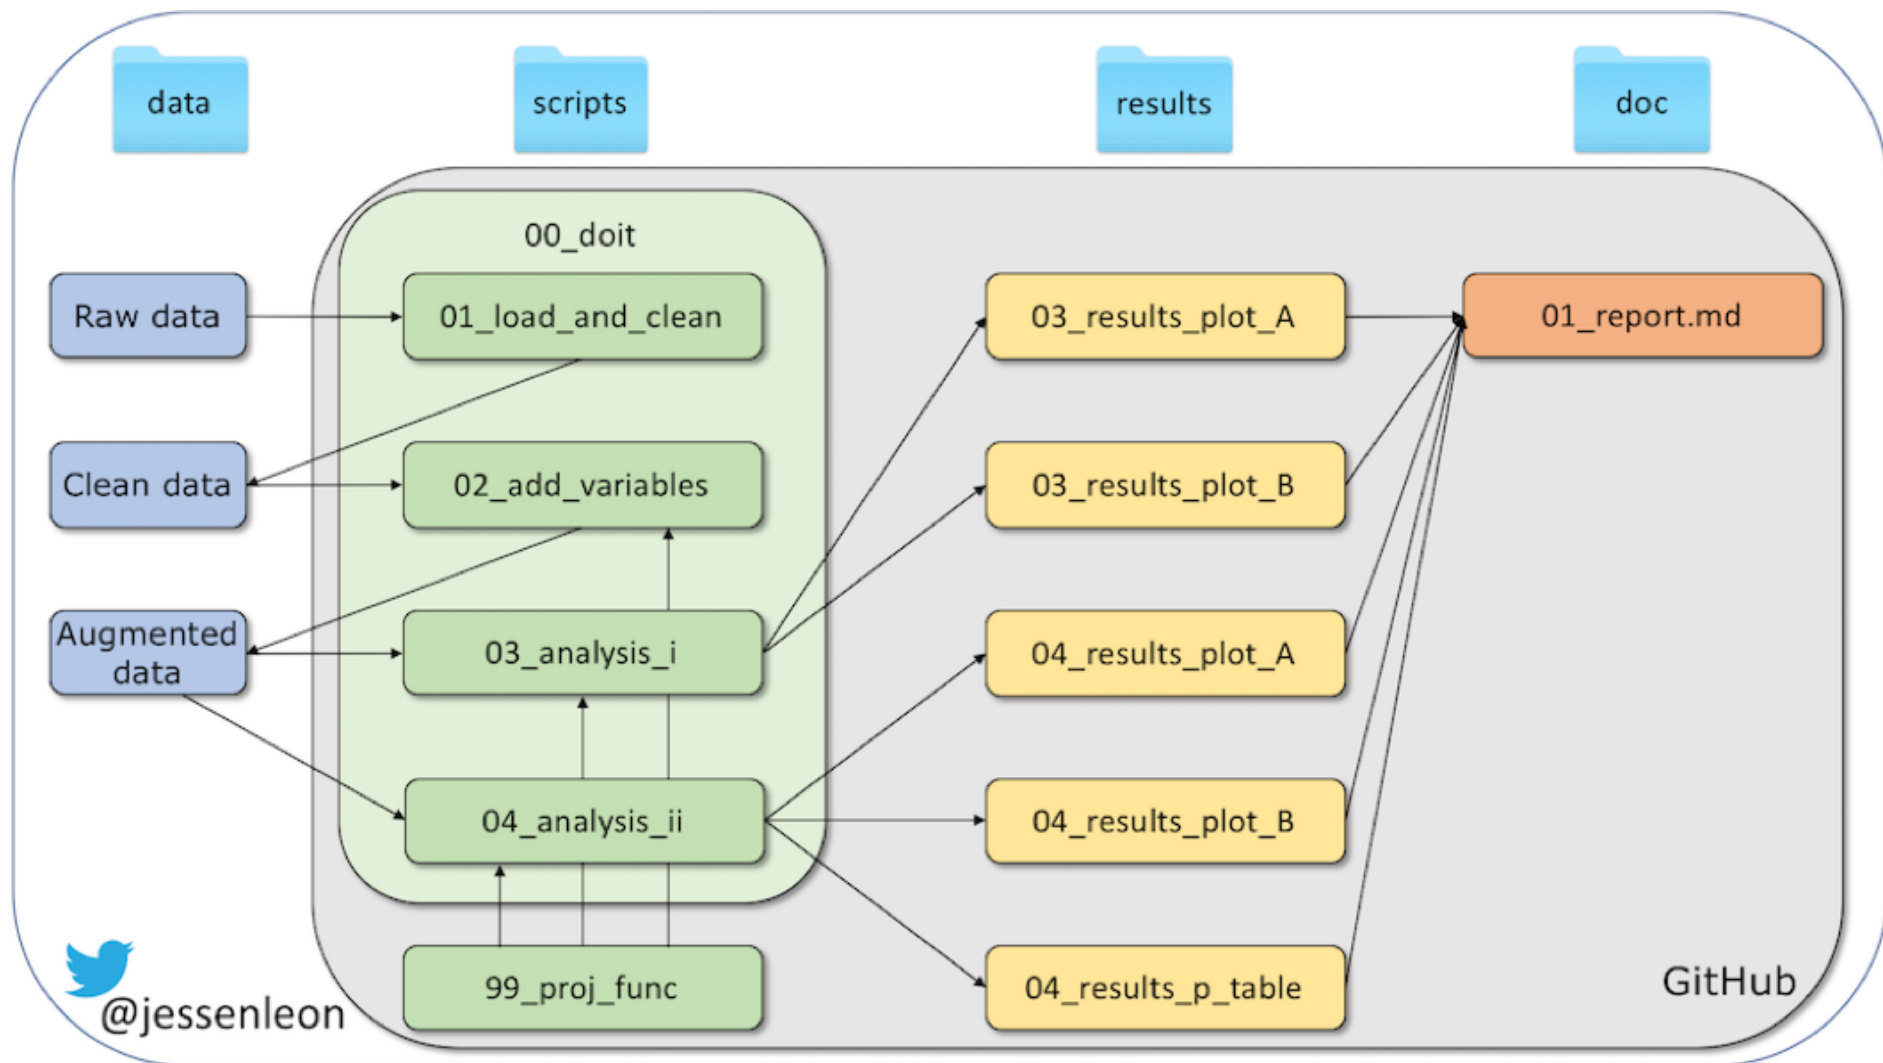 data
scripts
results
doc
00_doit
Raw data
01_load_and_clean
03_results_plot_A
01_report.md
Clean data
02_add_variables
03_results_plot_B
Augmented
data
03_analysis_i
04_results_plot_A
04_analysis_ii
04_results_plot_B
99_proj_func
04_results_p_table
GitHub
@jessenleon